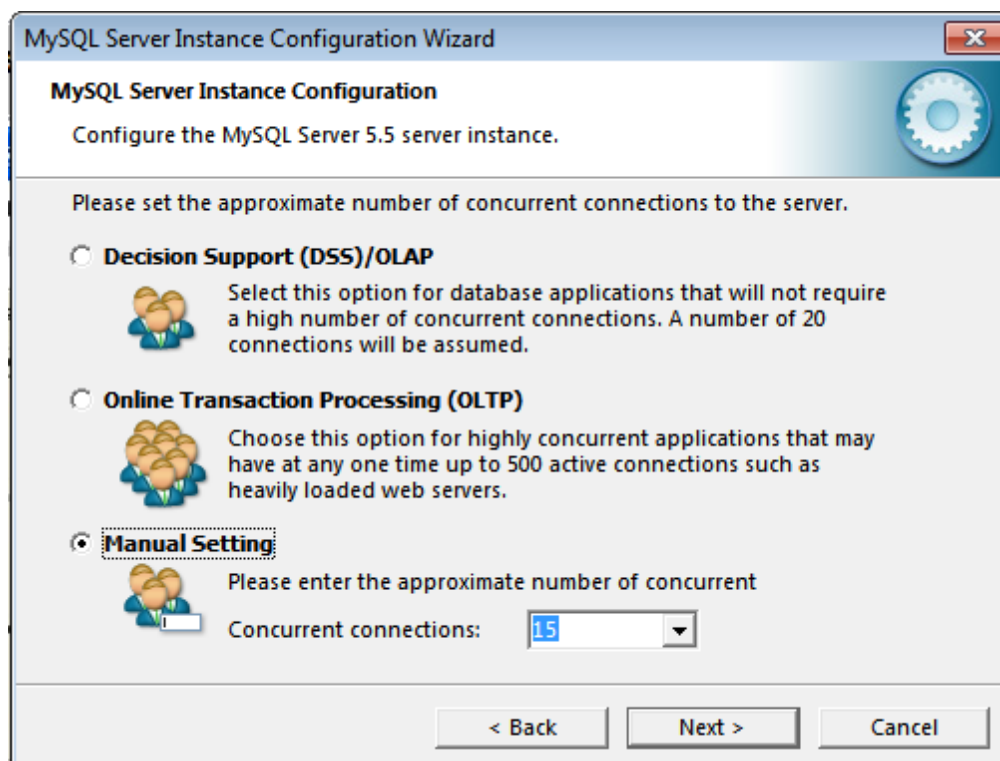 MySQL Server Instance Configuration Wizard
MySQL Server Instance Configuration
Configure the MySQL Server 5.5 server instance.
Please set the approximate number of concurrent connections to the server.
Decision Support (DSS)/OLAP
Select this option for database applications that will not require
a high number of concurrent connections. A number of 20
connections will be assumed.
Online Transaction Processing (OLTP)
Choose this option for highly concurrent applications that may
have at any one time up to 500 active connections such as
heavily loaded web servers.
Manual Setting
Please enter the approximate number of concurrent
Concurrent connections: 15
< Back Next > Cancel